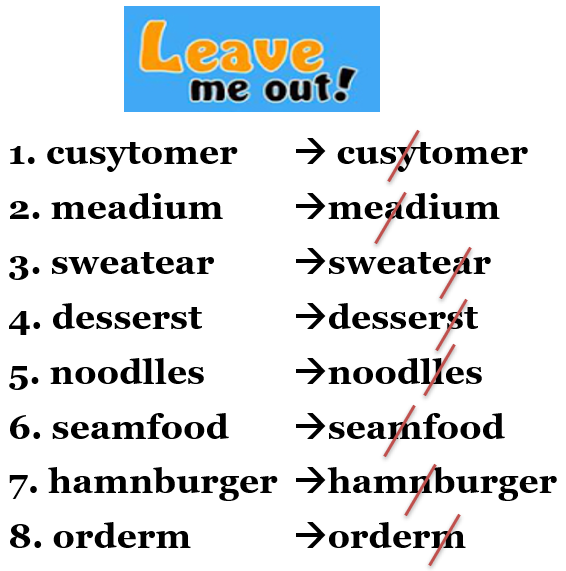 Leave
me out!
1. cusytomer → cusytomer
2. meadium →meadium
3. sweatear →sweatear
4. desserst →desserst
5. noodlles →noodlles
6. seamfood →seamfood
7. hamnburger →hamnburger
8. orderm →orderm